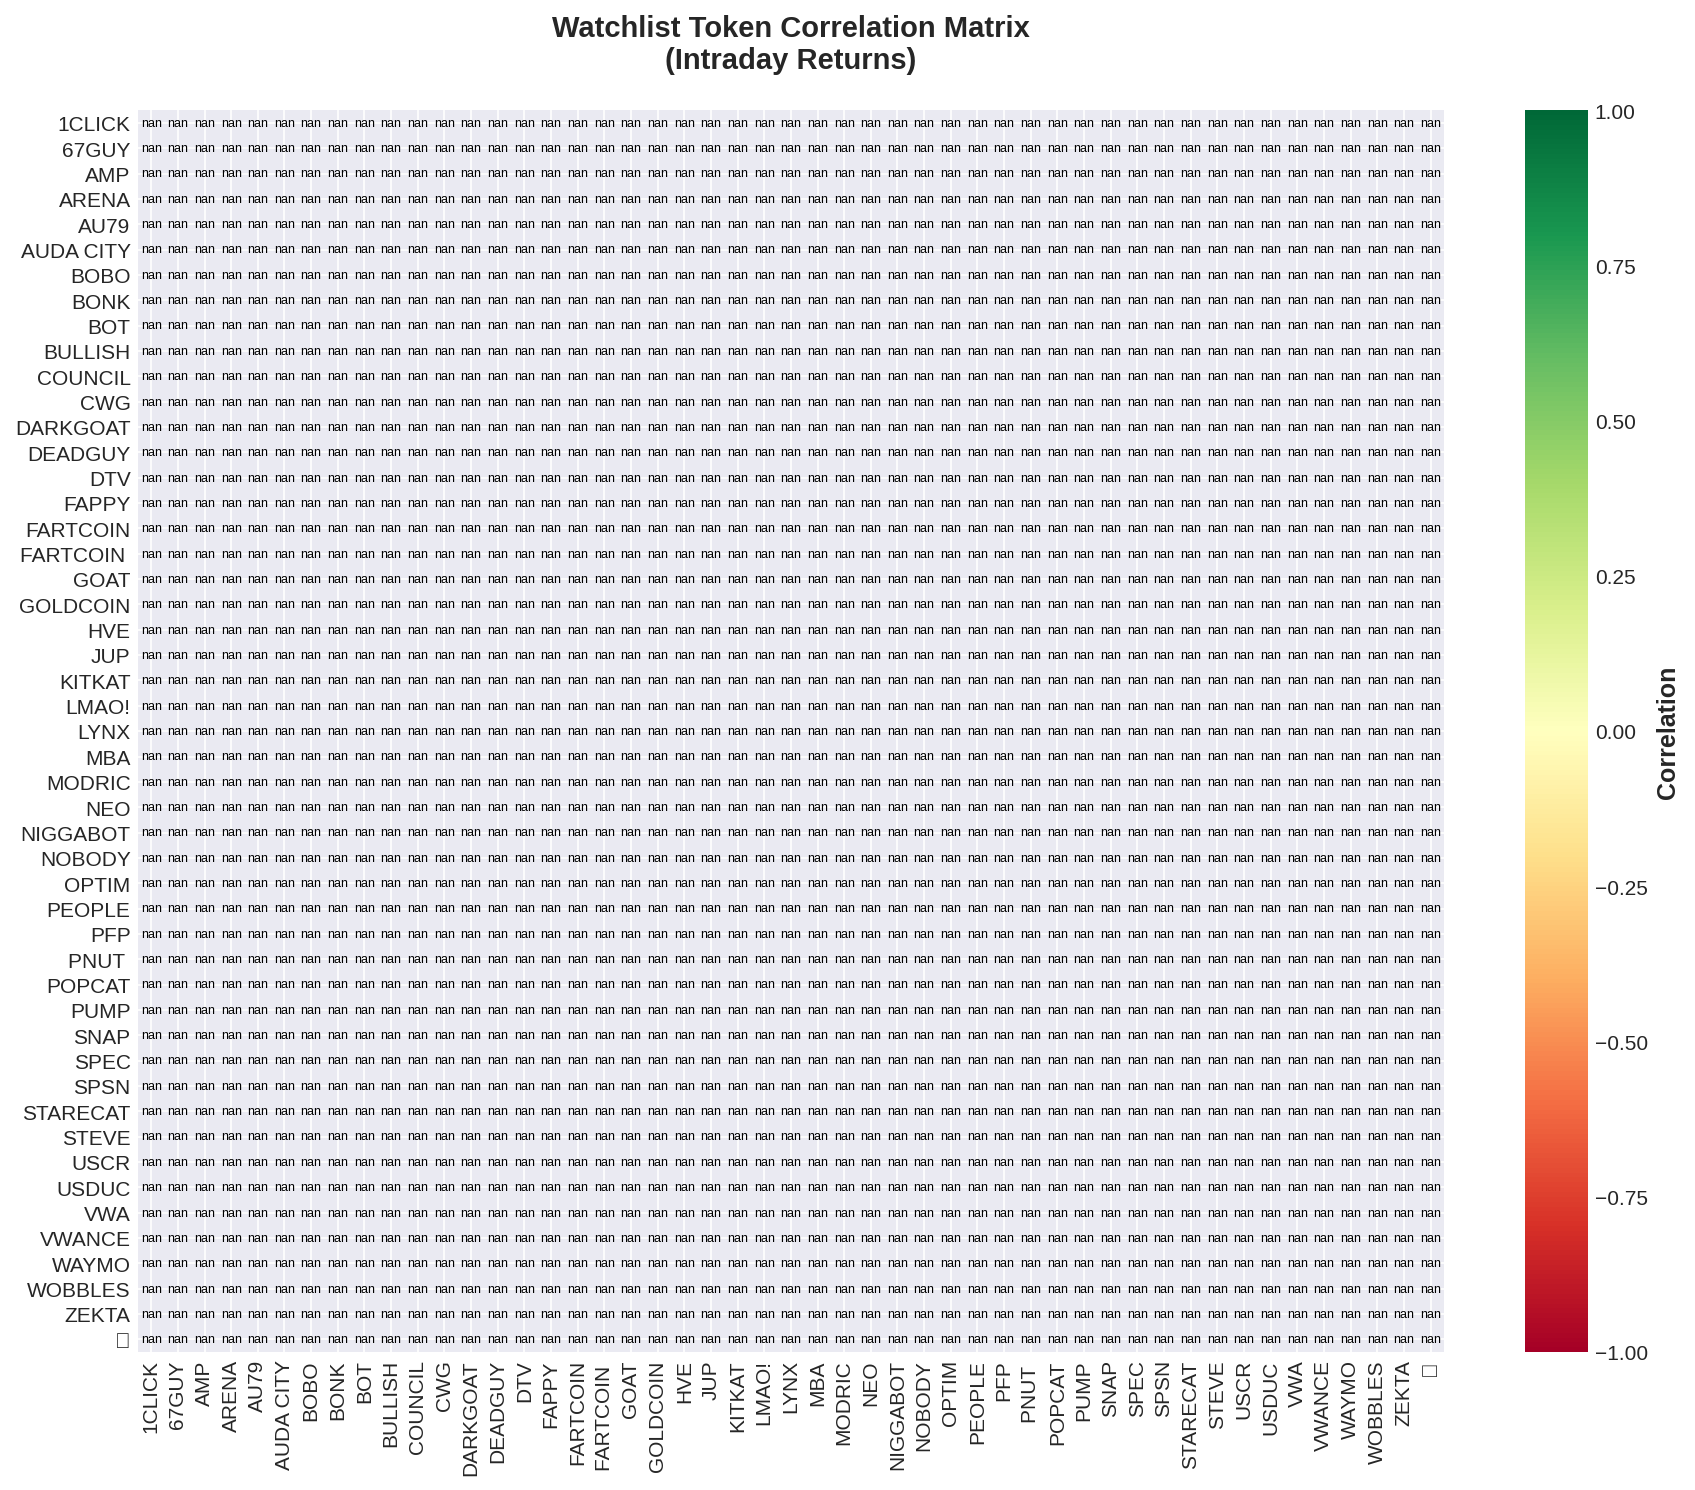 Watchlist Token Correlation Matrix
(Intraday Returns)
1CLICK nan nan nan nan nan nan nan nan nan nan nan nan nan nan nan nan nan nan nan nan nan nan nan nan nan nan nan nan nan nan nan nan nan nan nan nan nan nan nan nan nan nan nan nan nan nan nan nan nan
67GUY nan nan nan nan nan nan nan nan nan nan nan nan nan nan nan nan nan nan nan nan nan nan nan nan nan nan nan nan nan nan nan nan nan nan nan nan nan nan nan nan nan nan nan nan nan nan nan nan nan
AMP nan nan nan nan nan nan nan nan nan nan nan nan nan nan nan nan nan nan nan nan nan nan nan nan nan nan nan nan nan nan nan nan nan nan nan nan nan nan nan nan nan nan nan nan nan nan nan nan nan
ARENA nan nan nan nan nan nan nan nan nan nan nan nan nan nan nan nan nan nan nan nan nan nan nan nan nan nan nan nan nan nan nan nan nan nan nan nan nan nan nan nan nan nan nan nan nan nan nan nan nan
AU79 nan nan nan nan nan nan nan nan nan nan nan nan nan nan nan nan nan nan nan nan nan nan nan nan nan nan nan nan nan nan nan nan nan nan nan nan nan nan nan nan nan nan nan nan nan nan nan nan nan
AUDA CITY nan nan nan nan nan nan nan nan nan nan nan nan nan nan nan nan nan nan nan nan nan nan nan nan nan nan nan nan nan nan nan nan nan nan nan nan nan nan nan nan nan nan nan nan nan nan nan nan nan
BOBO nan nan nan nan nan nan nan nan nan nan nan nan nan nan nan nan nan nan nan nan nan nan nan nan nan nan nan nan nan nan nan nan nan nan nan nan nan nan nan nan nan nan nan nan nan nan nan nan nan
BONK nan nan nan nan nan nan nan nan nan nan nan nan nan nan nan nan nan nan nan nan nan nan nan nan nan nan nan nan nan nan nan nan nan nan nan nan nan nan nan nan nan nan nan nan nan nan nan nan nan
BOT nan nan nan nan nan nan nan nan nan nan nan nan nan nan nan nan nan nan nan nan nan nan nan nan nan nan nan nan nan nan nan nan nan nan nan nan nan nan nan nan nan nan nan nan nan nan nan nan nan
BULLISH nan nan nan nan nan nan nan nan nan nan nan nan nan nan nan nan nan nan nan nan nan nan nan nan nan nan nan nan nan nan nan nan nan nan nan nan nan nan nan nan nan nan nan nan nan nan nan nan nan
COUNCIL nan nan nan nan nan nan nan nan nan nan nan nan nan nan nan nan nan nan nan nan nan nan nan nan nan nan nan nan nan nan nan nan nan nan nan nan nan nan nan nan nan nan nan nan nan nan nan nan nan
CWG nan nan nan nan nan nan nan nan nan nan nan nan nan nan nan nan nan nan nan nan nan nan nan nan nan nan nan nan nan nan nan nan nan nan nan nan nan nan nan nan nan nan nan nan nan nan nan nan nan
DARKGOAT nan nan nan nan nan nan nan nan nan nan nan nan nan nan nan nan nan nan nan nan nan nan nan nan nan nan nan nan nan nan nan nan nan nan nan nan nan nan nan nan nan nan nan nan nan nan nan nan nan
DEADGUY nan nan nan nan nan nan nan nan nan nan nan nan nan nan nan nan nan nan nan nan nan nan nan nan nan nan nan nan nan nan nan nan nan nan nan nan nan nan nan nan nan nan nan nan nan nan nan nan nan
DTV nan nan nan nan nan nan nan nan nan nan nan nan nan nan nan nan nan nan nan nan nan nan nan nan nan nan nan nan nan nan nan nan nan nan nan nan nan nan nan nan nan nan nan nan nan nan nan nan nan
FAPPY nan nan nan nan nan nan nan nan nan nan nan nan nan nan nan nan nan nan nan nan nan nan nan nan nan nan nan nan nan nan nan nan nan nan nan nan nan nan nan nan nan nan nan nan nan nan nan nan nan
FARTCOIN nan nan nan nan nan nan nan nan nan nan nan nan nan nan nan nan nan nan nan nan nan nan nan nan nan nan nan nan nan nan nan nan nan nan nan nan nan nan nan nan nan nan nan nan nan nan nan nan nan
FARTCOIN nan nan nan nan nan nan nan nan nan nan nan nan nan nan nan nan nan nan nan nan nan nan nan nan nan nan nan nan nan nan nan nan nan nan nan nan nan nan nan nan nan nan nan nan nan nan nan nan nan
GOAT nan nan nan nan nan nan nan nan nan nan nan nan nan nan nan nan nan nan nan nan nan nan nan nan nan nan nan nan nan nan nan nan nan nan nan nan nan nan nan nan nan nan nan nan nan nan nan nan nan
GOLDCOIN nan nan nan nan nan nan nan nan nan nan nan nan nan nan nan nan nan nan nan nan nan nan nan nan nan nan nan nan nan nan nan nan nan nan nan nan nan nan nan nan nan nan nan nan nan nan nan nan nan
HVE nan nan nan nan nan nan nan nan nan nan nan nan nan nan nan nan nan nan nan nan nan nan nan nan nan nan nan nan nan nan nan nan nan nan nan nan nan nan nan nan nan nan nan nan nan nan nan nan nan
JUP nan nan nan nan nan nan nan nan nan nan nan nan nan nan nan nan nan nan nan nan nan nan nan nan nan nan nan nan nan nan nan nan nan nan nan nan nan nan nan nan nan nan nan nan nan nan nan nan nan
KITKAT nan nan nan nan nan nan nan nan nan nan nan nan nan nan nan nan nan nan nan nan nan nan nan nan nan nan nan nan nan nan nan nan nan nan nan nan nan nan nan nan nan nan nan nan nan nan nan nan nan
LMAO! nan nan nan nan nan nan nan nan nan nan nan nan nan nan nan nan nan nan nan nan nan nan nan nan nan nan nan nan nan nan nan nan nan nan nan nan nan nan nan nan nan nan nan nan nan nan nan nan nan
LYNX nan nan nan nan nan nan nan nan nan nan nan nan nan nan nan nan nan nan nan nan nan nan nan nan nan nan nan nan nan nan nan nan nan nan nan nan nan nan nan nan nan nan nan nan nan nan nan nan nan
MBA nan nan nan nan nan nan nan nan nan nan nan nan nan nan nan nan nan nan nan nan nan nan nan nan nan nan nan nan nan nan nan nan nan nan nan nan nan nan nan nan nan nan nan nan nan nan nan nan nan
MODRIC nan nan nan nan nan nan nan nan nan nan nan nan nan nan nan nan nan nan nan nan nan nan nan nan nan nan nan nan nan nan nan nan nan nan nan nan nan nan nan nan nan nan nan nan nan nan nan nan nan
NEO nan nan nan nan nan nan nan nan nan nan nan nan nan nan nan nan nan nan nan nan nan nan nan nan nan nan nan nan nan nan nan nan nan nan nan nan nan nan nan nan nan nan nan nan nan nan nan nan nan
NIGGABOT nan nan nan nan nan nan nan nan nan nan nan nan nan nan nan nan nan nan nan nan nan nan nan nan nan nan nan nan nan nan nan nan nan nan nan nan nan nan nan nan nan nan nan nan nan nan nan nan nan
NOBODY nan nan nan nan nan nan nan nan nan nan nan nan nan nan nan nan nan nan nan nan nan nan nan nan nan nan nan nan nan nan nan nan nan nan nan nan nan nan nan nan nan nan nan nan nan nan nan nan nan
OPTIM nan nan nan nan nan nan nan nan nan nan nan nan nan nan nan nan nan nan nan nan nan nan nan nan nan nan nan nan nan nan nan nan nan nan nan nan nan nan nan nan nan nan nan nan nan nan nan nan nan
PEOPLE nan nan nan nan nan nan nan nan nan nan nan nan nan nan nan nan nan nan nan nan nan nan nan nan nan nan nan nan nan nan nan nan nan nan nan nan nan nan nan nan nan nan nan nan nan nan nan nan nan
PFP nan nan nan nan nan nan nan nan nan nan nan nan nan nan nan nan nan nan nan nan nan nan nan nan nan nan nan nan nan nan nan nan nan nan nan nan nan nan nan nan nan nan nan nan nan nan nan nan nan
PNUT nan nan nan nan nan nan nan nan nan nan nan nan nan nan nan nan nan nan nan nan nan nan nan nan nan nan nan nan nan nan nan nan nan nan nan nan nan nan nan nan nan nan nan nan nan nan nan nan nan
POPCAT nan nan nan nan nan nan nan nan nan nan nan nan nan nan nan nan nan nan nan nan nan nan nan nan nan nan nan nan nan nan nan nan nan nan nan nan nan nan nan nan nan nan nan nan nan nan nan nan nan
PUMP nan nan nan nan nan nan nan nan nan nan nan nan nan nan nan nan nan nan nan nan nan nan nan nan nan nan nan nan nan nan nan nan nan nan nan nan nan nan nan nan nan nan nan nan nan nan nan nan nan
SNAP nan nan nan nan nan nan nan nan nan nan nan nan nan nan nan nan nan nan nan nan nan nan nan nan nan nan nan nan nan nan nan nan nan nan nan nan nan nan nan nan nan nan nan nan nan nan nan nan nan
SPEC nan nan nan nan nan nan nan nan nan nan nan nan nan nan nan nan nan nan nan nan nan nan nan nan nan nan nan nan nan nan nan nan nan nan nan nan nan nan nan nan nan nan nan nan nan nan nan nan nan
SPSN nan nan nan nan nan nan nan nan nan nan nan nan nan nan nan nan nan nan nan nan nan nan nan nan nan nan nan nan nan nan nan nan nan nan nan nan nan nan nan nan nan nan nan nan nan nan nan nan nan
STARECAT nan nan nan nan nan nan nan nan nan nan nan nan nan nan nan nan nan nan nan nan nan nan nan nan nan nan nan nan nan nan nan nan nan nan nan nan nan nan nan nan nan nan nan nan nan nan nan nan nan
STEVE nan nan nan nan nan nan nan nan nan nan nan nan nan nan nan nan nan nan nan nan nan nan nan nan nan nan nan nan nan nan nan nan nan nan nan nan nan nan nan nan nan nan nan nan nan nan nan nan nan
USCR nan nan nan nan nan nan nan nan nan nan nan nan nan nan nan nan nan nan nan nan nan nan nan nan nan nan nan nan nan nan nan nan nan nan nan nan nan nan nan nan nan nan nan nan nan nan nan nan nan
USDUC nan nan nan nan nan nan nan nan nan nan nan nan nan nan nan nan nan nan nan nan nan nan nan nan nan nan nan nan nan nan nan nan nan nan nan nan nan nan nan nan nan nan nan nan nan nan nan nan nan
VWA nan nan nan nan nan nan nan nan nan nan nan nan nan nan nan nan nan nan nan nan nan nan nan nan nan nan nan nan nan nan nan nan nan nan nan nan nan nan nan nan nan nan nan nan nan nan nan nan nan
VWANCE nan nan nan nan nan nan nan nan nan nan nan nan nan nan nan nan nan nan nan nan nan nan nan nan nan nan nan nan nan nan nan nan nan nan nan nan nan nan nan nan nan nan nan nan nan nan nan nan nan
WAYMO nan nan nan nan nan nan nan nan nan nan nan nan nan nan nan nan nan nan nan nan nan nan nan nan nan nan nan nan nan nan nan nan nan nan nan nan nan nan nan nan nan nan nan nan nan nan nan nan nan
WOBBLES nan nan nan nan nan nan nan nan nan nan nan nan nan nan nan nan nan nan nan nan nan nan nan nan nan nan nan nan nan nan nan nan nan nan nan nan nan nan nan nan nan nan nan nan nan nan nan nan nan
ZEKTA nan nan nan nan nan nan nan nan nan nan nan nan nan nan nan nan nan nan nan nan nan nan nan nan nan nan nan nan nan nan nan nan nan nan nan nan nan nan nan nan nan nan nan nan nan nan nan nan nan
nan nan nan nan nan nan nan nan nan nan nan nan nan nan nan nan nan nan nan nan nan nan nan nan nan nan nan nan nan nan nan nan nan nan nan nan nan nan nan nan nan nan nan nan nan nan nan nan nan
1CLICK 67GUY AMP ARENA AU79 AUDA CITY BOBO BONK BOT BULLISH COUNCIL CWG DARKGOAT DEADGUY DTV FAPPY FARTCOIN FARTCOIN GOAT GOLDCOIN HVE JUP KITKAT LMAO! LYNX MBA MODRIC NEO NIGGABOT NOBODY OPTIM PEOPLE PFP PNUT POPCAT PUMP SNAP SPEC SPSN STARECAT STEVE USCR USDUC VWA VWANCE WAYMO WOBBLES ZEKTA
1.00
0.75
0.50
0.25
0.00
−0.25
−0.50
−0.75
−1.00
Correlation